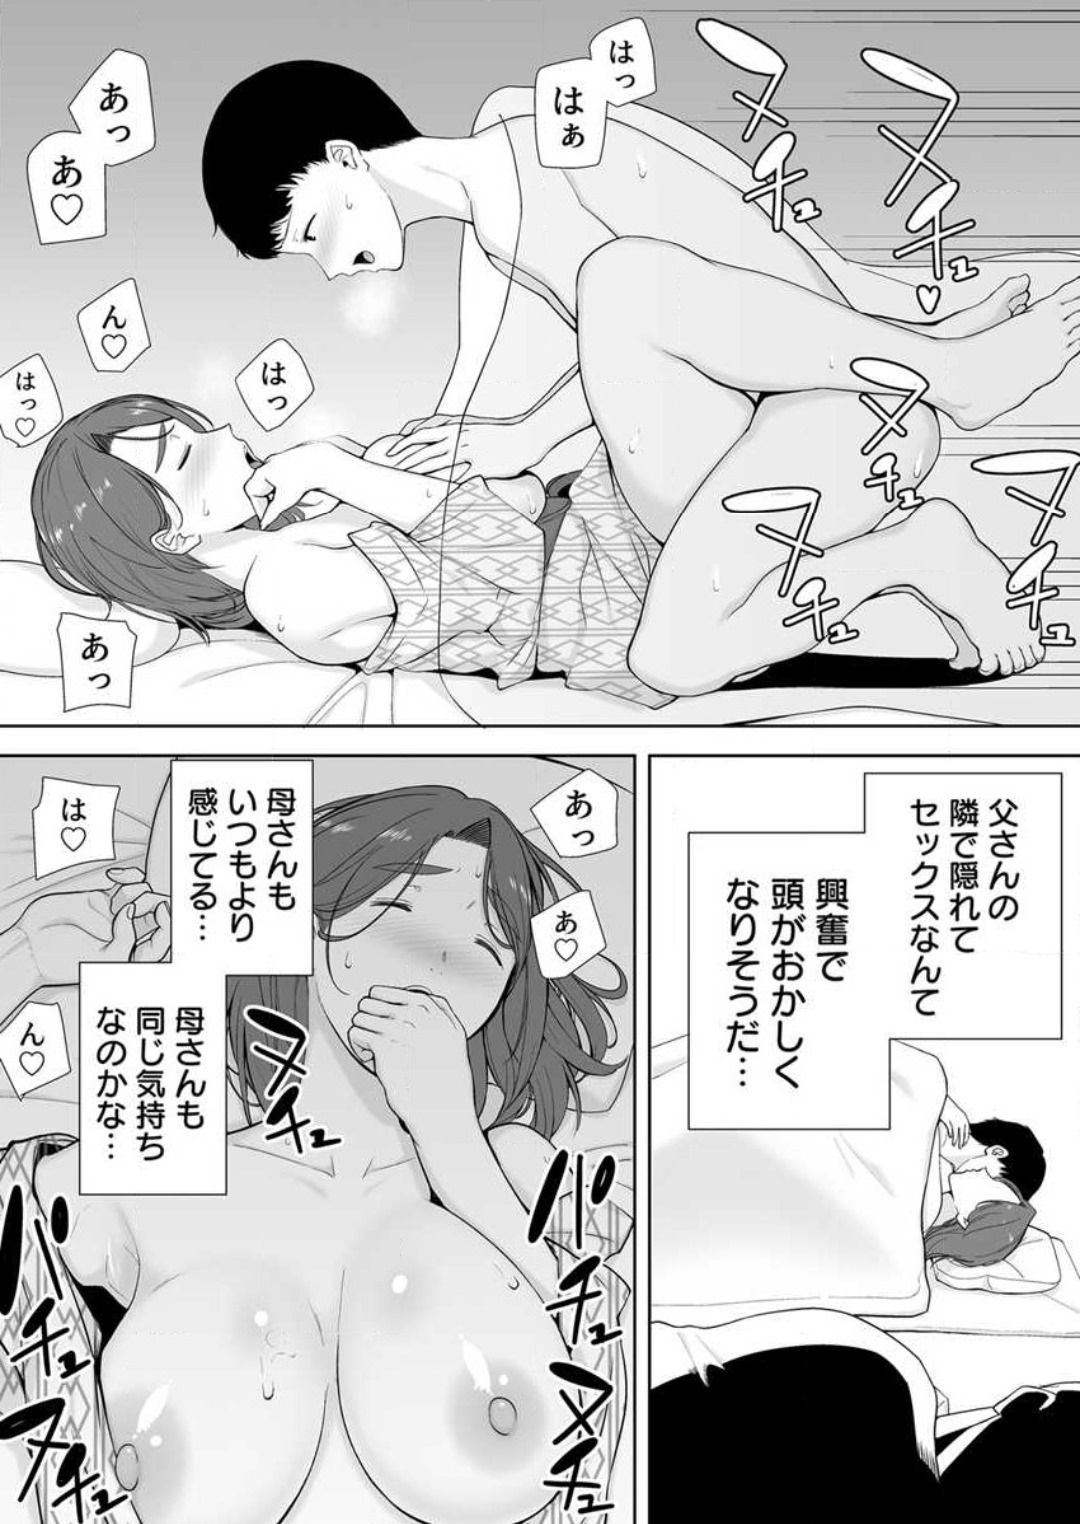 はっ
はぁ
ヌチュ
ヌチュ♡
あっ
あ♡
ん♡
はっ
はっ♡
ヌチュ
ヌチュ
ヌチュ
あっ
父さんの
隣で隠れて
セックスなんて
興奮で
頭がおかしく
なりそうだ…
あっ
あ♡
母さんも
いつもより
感じてる…
母さんも
同じ気持ち
なのかな…
は♡
ん♡
ヌチュ
パチュ
ヌチュ
パチュ
ヌチュ